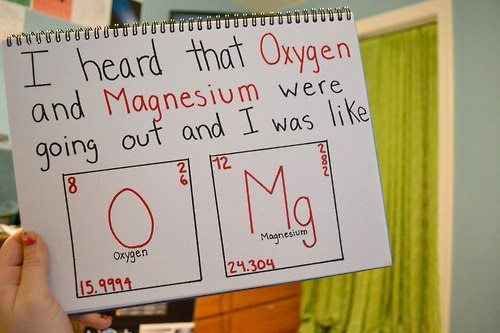 I heard that Oxygen
and Magnesium were
going out and I was like
8 2
6
O
Oxygen
15.9994
12 2
8
2
Mg
Magnesium
24.304